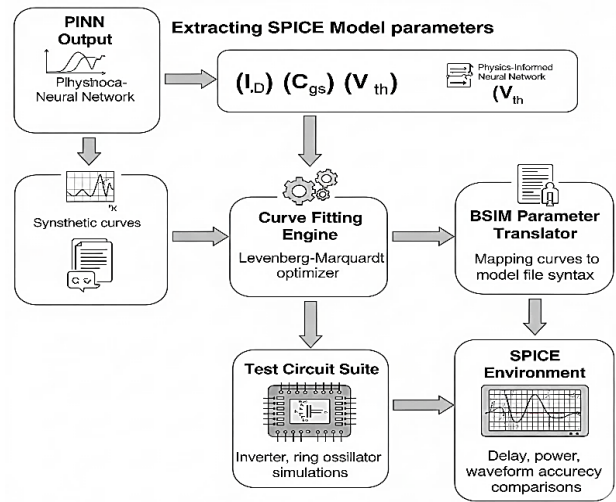 Extracting SPICE Model parameters
PINN
Output
Plhystnoca-
Neural Network
(I.D) (Cgs) (V th)
Physics-Informed
Neural Network
(Vth
Synsthetic curves
Curve Fitting
Engine
Levenberg-Marquardt
optimizer
BSIM Parameter
Translator
Mapping curves to
model file syntax
Test Circuit Suite
Inverter, ring ossillator
simulations
SPICE
Environment
Delay, power,
waveform accurecy
comparisons